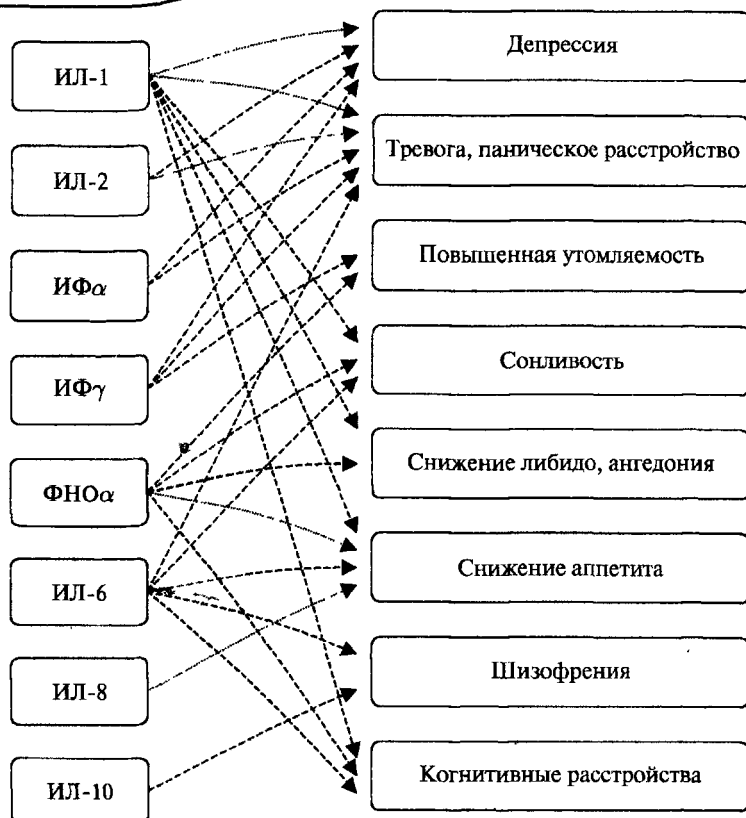 ИЛ-1
ИЛ-2
ИФα
ИФγ
ФНОα
ИЛ-6
ИЛ-8
ИЛ-10
Депрессия
Тревога, паническое расстройство
Повышенная утомляемость
Сонливость
Снижение либидо, ангедония
Снижение аппетита
Шизофрения
Когнитивные расстройства